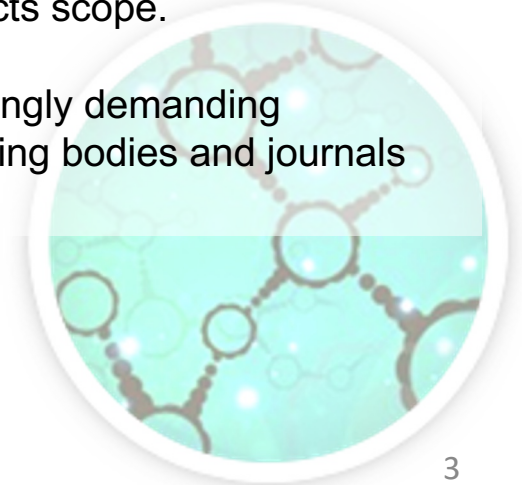 cts scope.
ngly demanding
ing bodies and journals
3